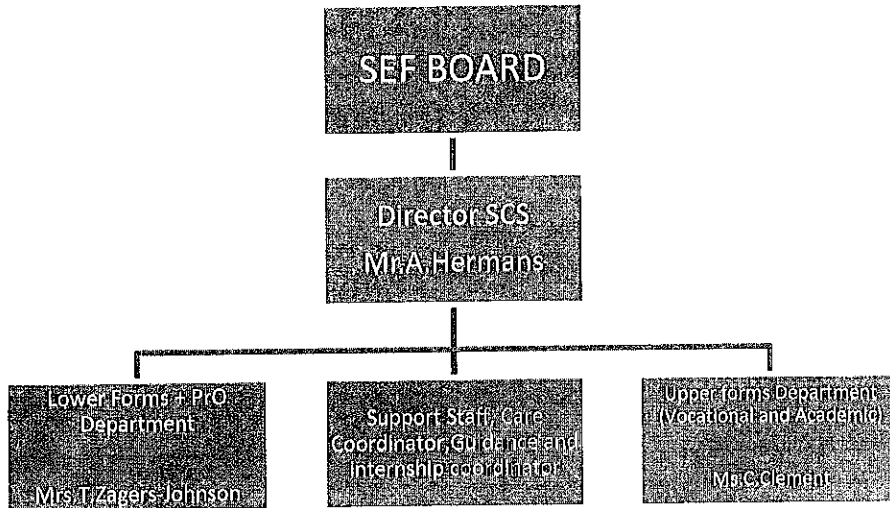 SEF BOARD
Director SCS
Mr.A.Hermans
Lower Forms + PrO
Department
Mrs.T.Zagers-Johnson
Support Staff, Care
Coordinator,Guidance and
internship coordinator
Upper forms Department
(Vocational and Academic)
Ms.C.Clement